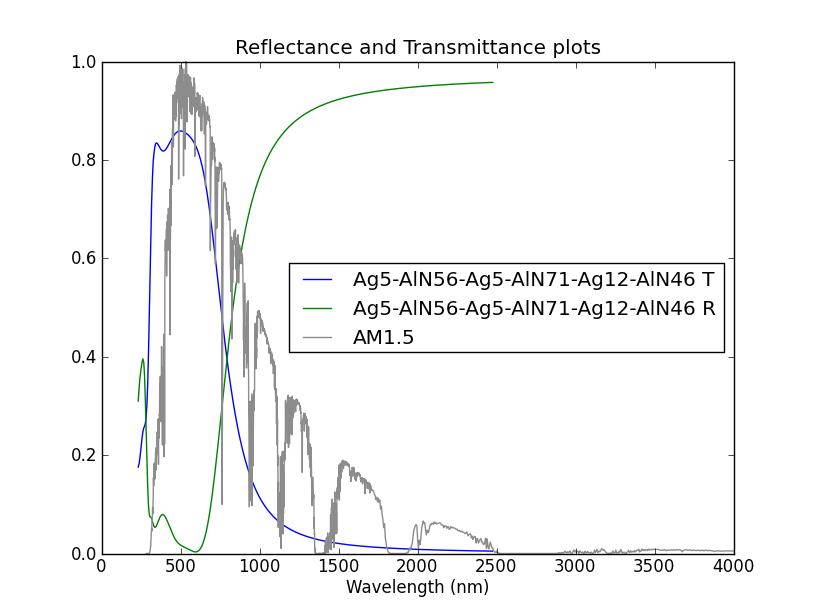 Reflectance and Transmittance plots
1.0
0.8
0.6
0.4
0.2
0.0
Ag5-AlN56-Ag5-AlN71-Ag12-AlN46 T
Ag5-AlN56-Ag5-AlN71-Ag12-AlN46 R
AM1.5
0 500 1000 1500 2000 2500 3000 3500 4000
Wavelength (nm)